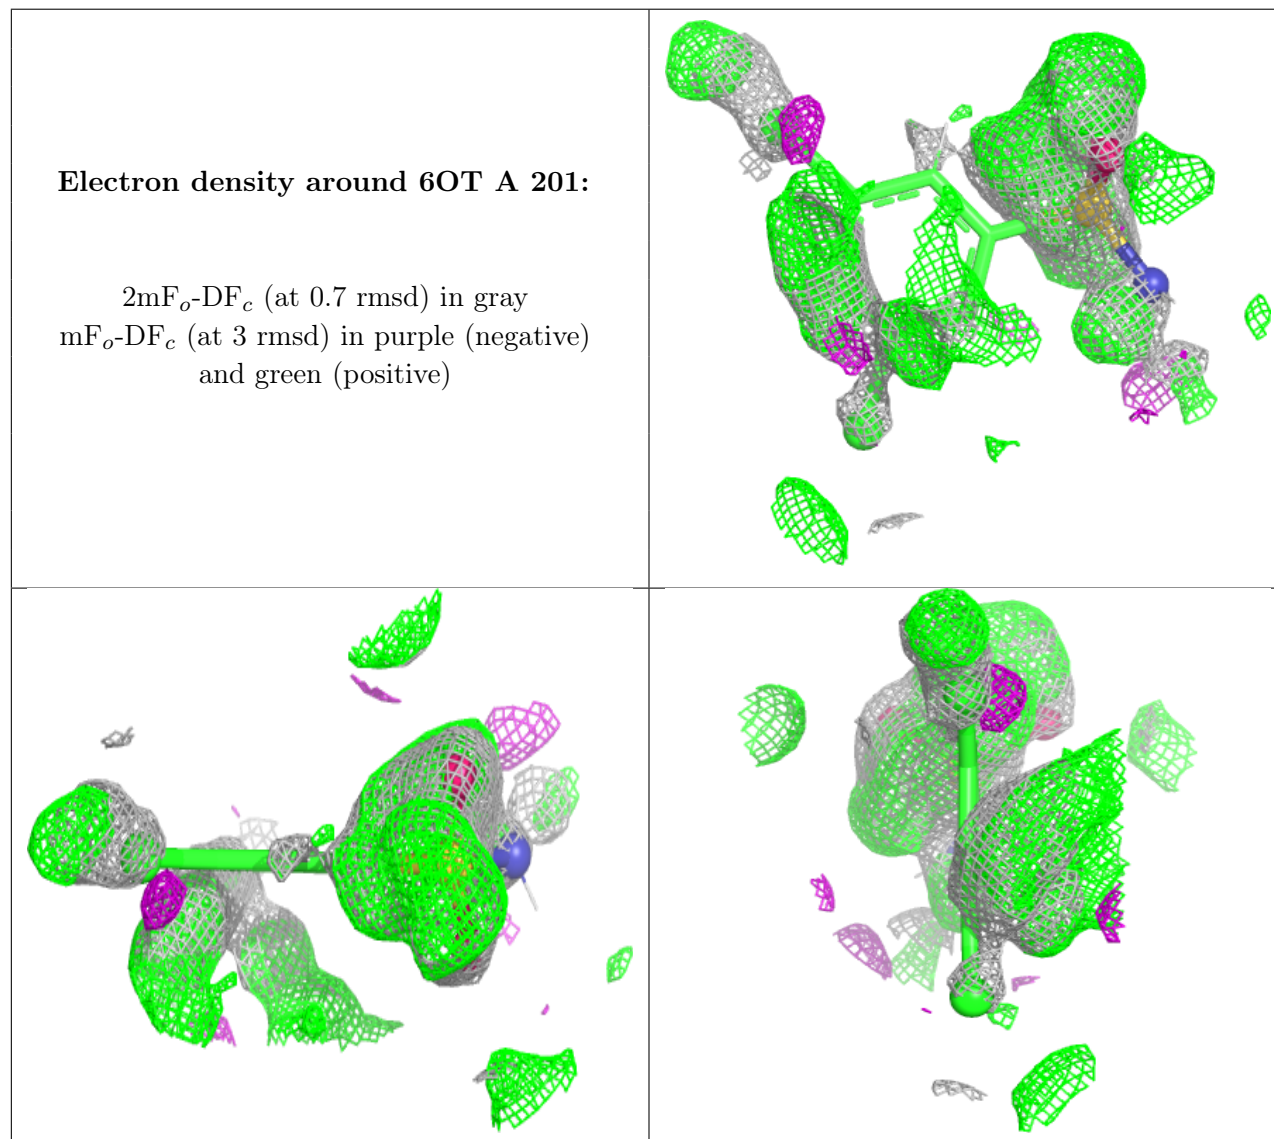 Electron density around 6OT A 201:
2mFo-DFc (at 0.7 rmsd) in gray
mFo-DFc (at 3 rmsd) in purple (negative)
and green (positive)